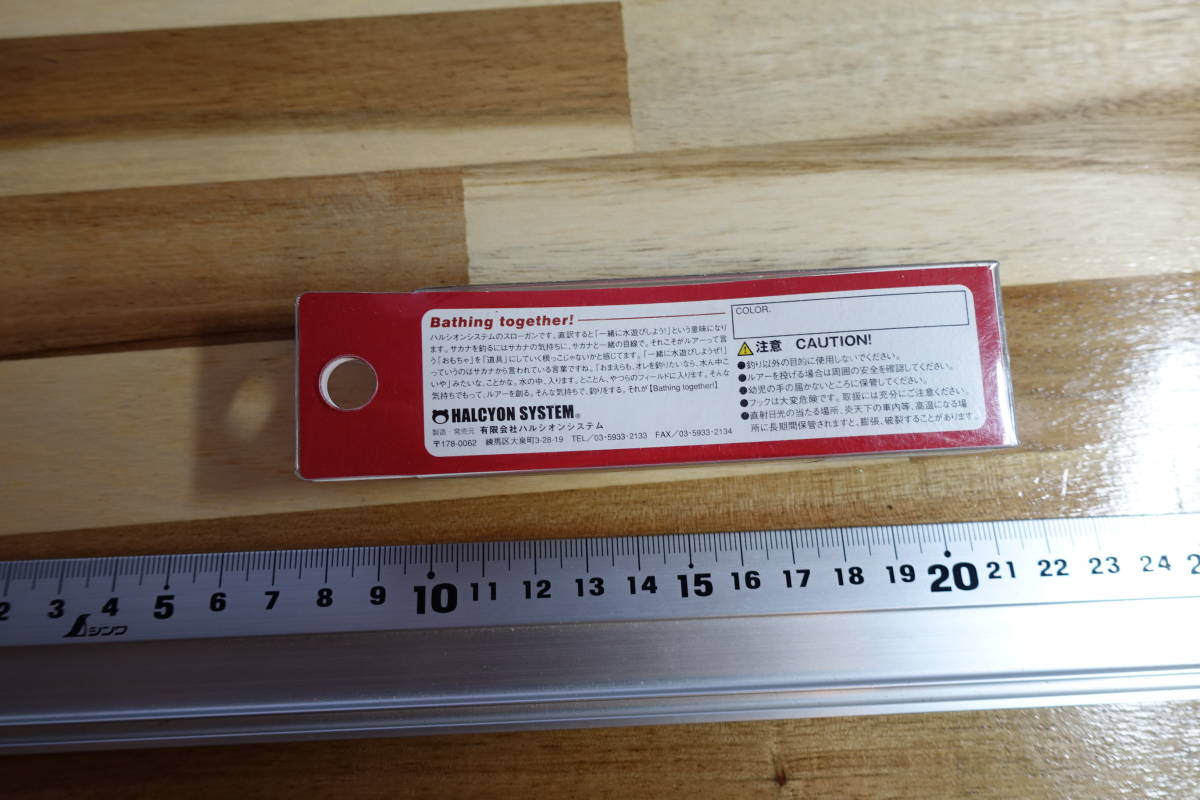 Bathing together!
ハルシオンシステムのスローガンです。直訳すると「一緒に水遊びしよう!」という意味になり
ます。サカナを釣るにはサカナの気持ちに、サカナと一緒の目線で。それこそがルアーって言
う「おもちゃ」を「道具」にしていく根っこじゃないかと感じてます。「一緒に水遊びしようぜ!」
っていうのはサカナから言われている言葉ですね。「おまえらも、オレを釣りたいなら、水ん中こ
いや」みたいな、ことかな。水の中、入ります。とことん、やつらのフィールドに入ります。そんな
気持ちでもって、ルアーを創る。そんな気持ちで、釣りをする。それが【Bathing together!】
HALCYON SYSTEM®
製造・発売元 有限会社ハルシオンシステム
〒178-0062 練馬区大泉町3-28-19 TEL/03-5933-2133 FAX/03-5933-2134
COLOR.
注意 CAUTION!
●釣り以外の目的に使用しないでください。
●ルアーを投げる場合は周囲の安全を確認してください。
●幼児の手の届かないところに保管してください。
●フックは大変危険です。取扱には充分にご注意ください。
●直射日光の当たる場所、炎天下の車内等、高温になる場
所に長期間保管されますと、膨張、破裂することがあります。
2 3 4 5 6 7 8 9 10 11 12 13 14 15 16 17 18 19 20 21 22 23 24
シンワ